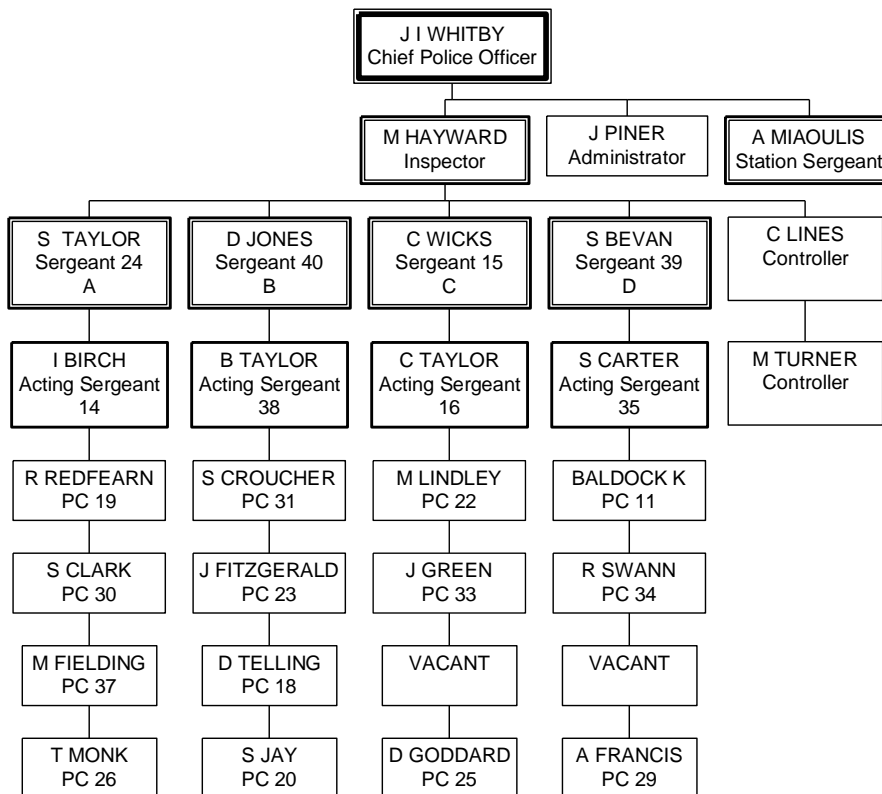 J I WHITBY
Chief Police Officer
M HAYWARD
Inspector
J PINER
Administrator
A MIAOULIS
Station Sergeant
S TAYLOR
Sergeant 24
A
D JONES
Sergeant 40
B
C WICKS
Sergeant 15
C
S BEVAN
Sergeant 39
D
C LINES
Controller
I BIRCH
Acting Sergeant
14
B TAYLOR
Acting Sergeant
38
C TAYLOR
Acting Sergeant
16
S CARTER
Acting Sergeant
35
M TURNER
Controller
R REDFEARN
PC 19
S CROUCHER
PC 31
M LINDLEY
PC 22
BALDOCK K
PC 11
S CLARK
PC 30
J FITZGERALD
PC 23
J GREEN
PC 33
R SWANN
PC 34
M FIELDING
PC 37
D TELLING
PC 18
VACANT
VACANT
T MONK
PC 26
S JAY
PC 20
D GODDARD
PC 25
A FRANCIS
PC 29